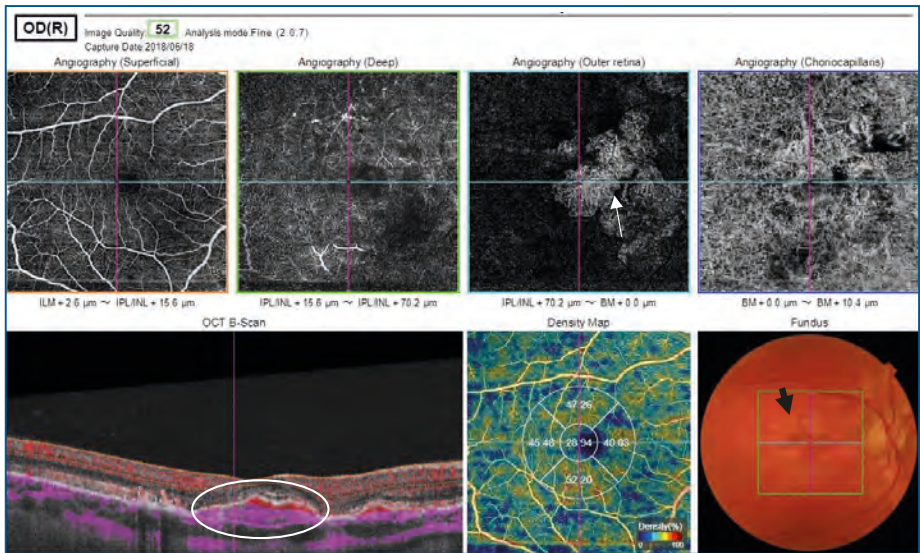 OD(R) Image Quality: 52 Analysis mode Fine (2.0.7)
Capture Date 2018/06/18
Angiography (Superficial)
Angiography (Deep)
Angiography (Outer retina)
Angiography (Choriocapillaris)
ILM + 2.6 µm ~ IPL/INL + 15.6 µm
IPL/INL + 15.6 µm ~ IPL/INL + 70.2 µm
IPL/INL + 70.2 µm ~ BM + 0.0 µm
BM + 0.0 µm ~ BM + 10.4 µm
OCT B-Scan
Density Map
Fundus
47.26
45.48 28.94 40.03
52.20
Density(%)
0 100